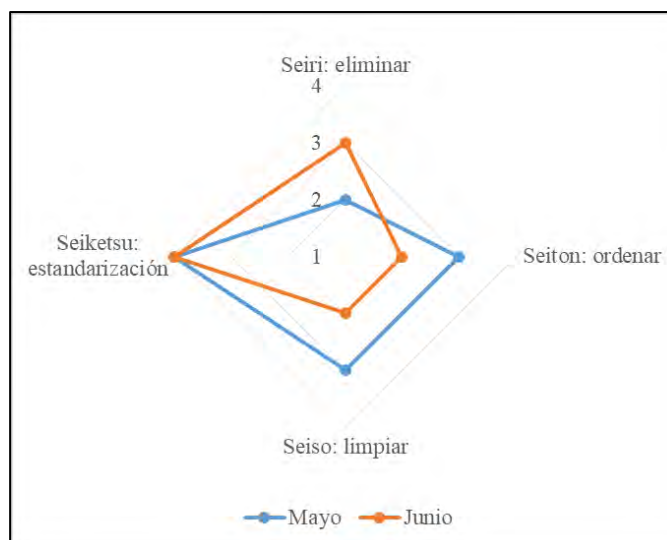 Seiri: eliminar
4
3
2
1
Seiketsu:
estandarización
Seiton: ordenar
Seiso: limpiar
Mayo Junio